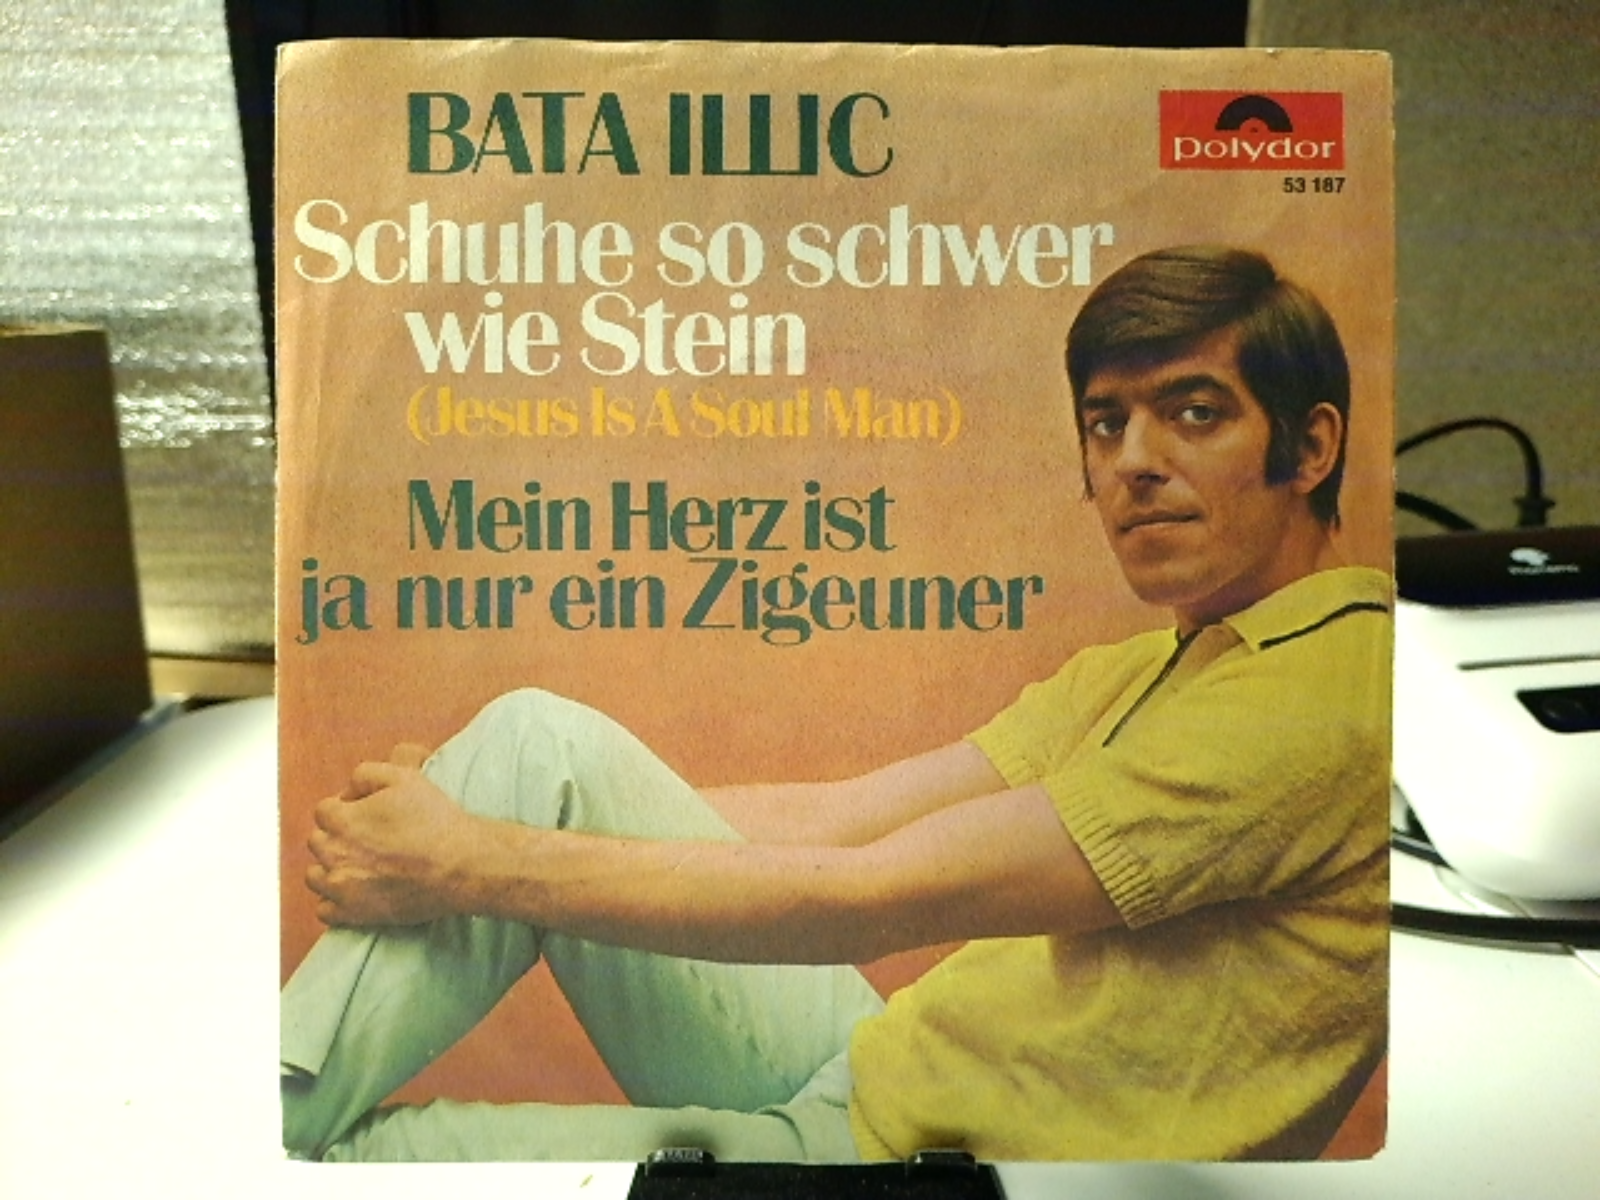 BATA ILLIC
polydor
53 187
Schuhe so schwer
wie Stein
(Jesus Is A Soul Man)
Mein Herz ist
ja nur ein Zigeuner